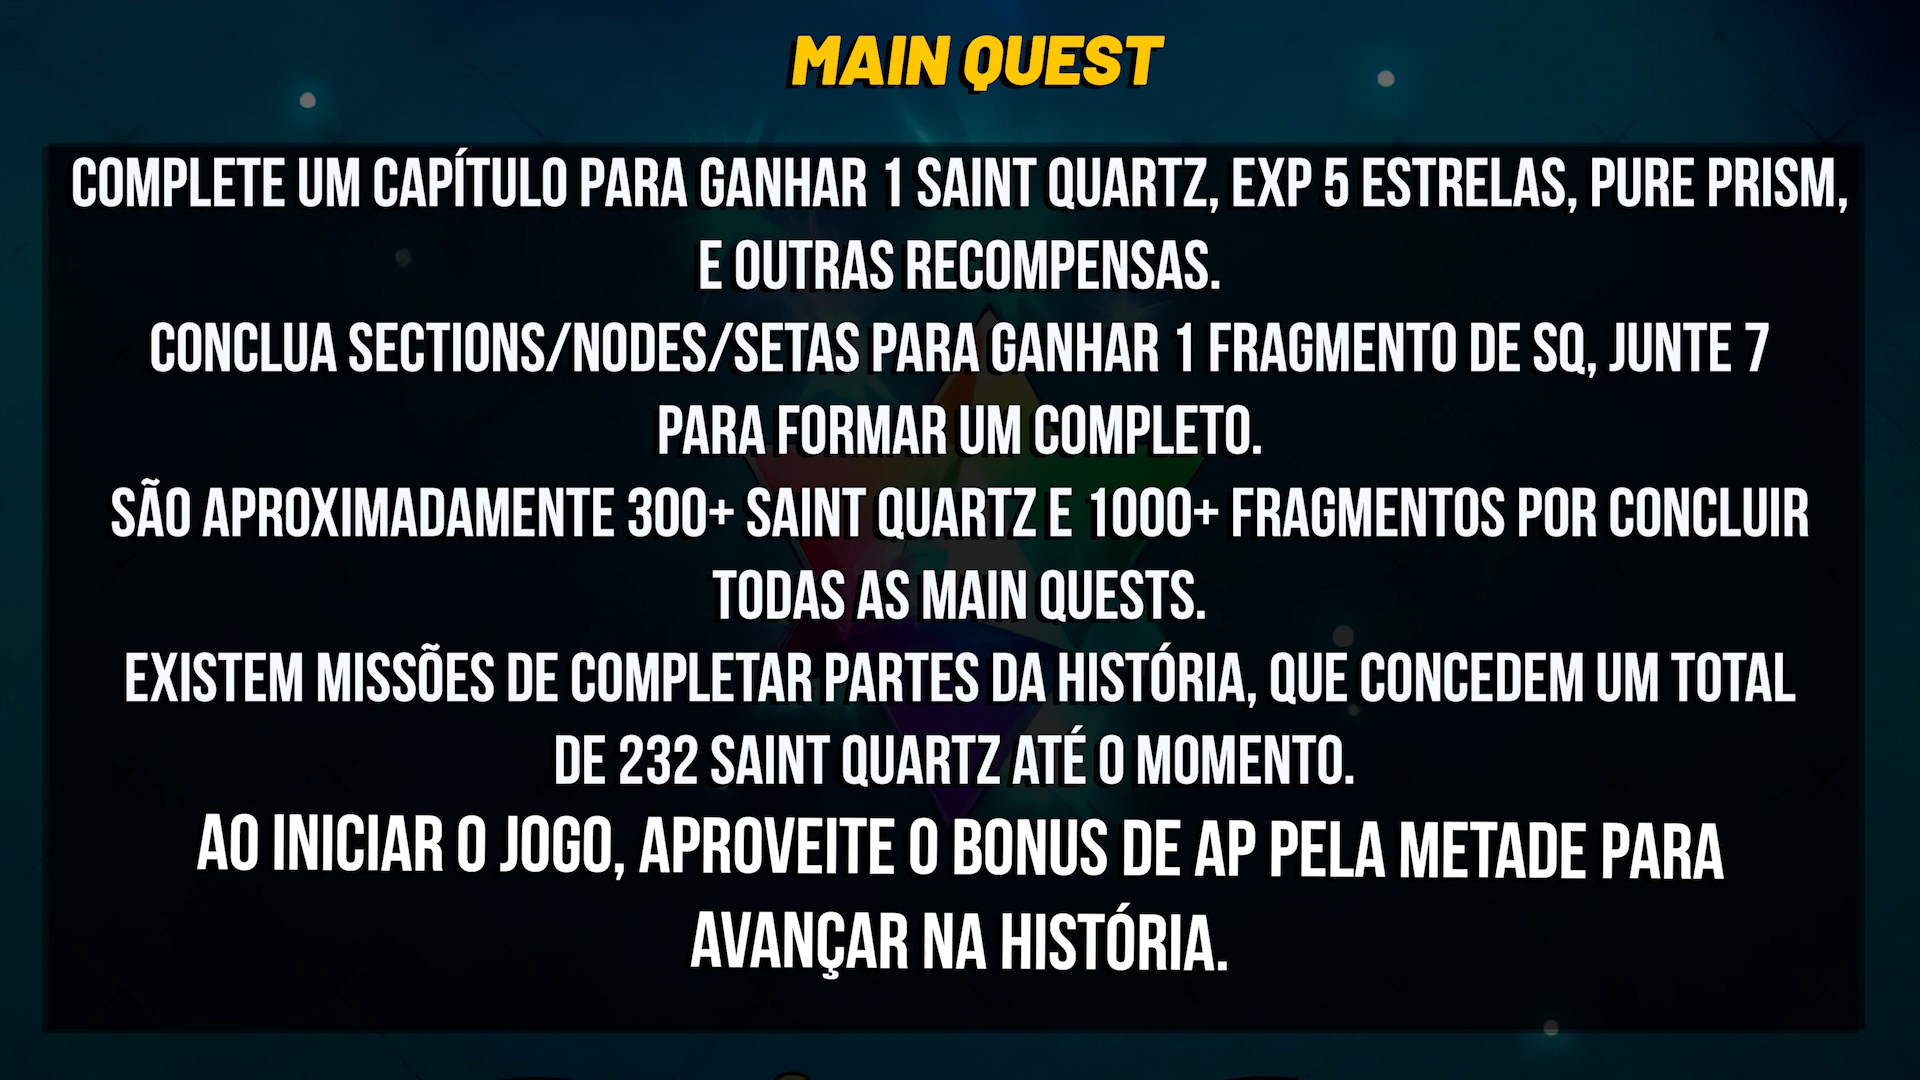 MAIN QUEST
COMPLETE UM CAPÍTULO PARA GANHAR 1 SAINT QUARTZ, EXP 5 ESTRELAS, PURE PRISM,
E OUTRAS RECOMPENSAS.
CONCLUA SECTIONS/NODES/SETAS PARA GANHAR 1 FRAGMENTO DE SQ, JUNTE 7
PARA FORMAR UM COMPLETO.
SÃO APROXIMADAMENTE 300+ SAINT QUARTZ E 1000+ FRAGMENTOS POR CONCLUIR
TODAS AS MAIN QUESTS.
EXISTEM MISSÕES DE COMPLETAR PARTES DA HISTÓRIA, QUE CONCEDEM UM TOTAL
DE 232 SAINT QUARTZ ATÉ O MOMENTO.
AO INICIAR O JOGO, APROVEITE O BONUS DE AP PELA METADE PARA
AVANÇAR NA HISTÓRIA.